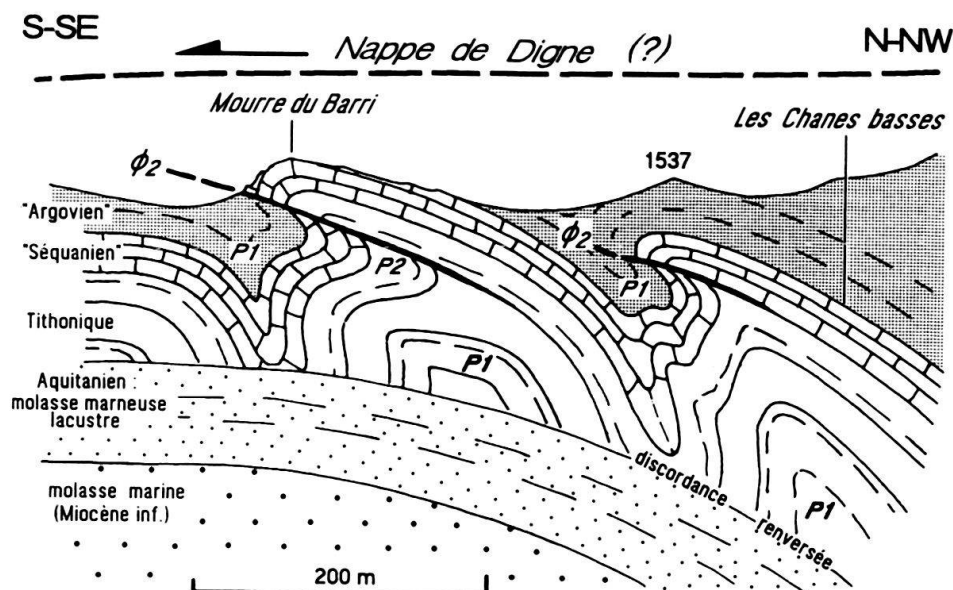 S-SE
Nappe de Digne (?)
N-NW
Mourre du Barri
Les Chanes basses
1537
ϕ2
"Argovien"
P1
ϕ2
"Séquanien"
P2
P1
Tithonique
P1
Aquitanien :
molasse marneuse
lacustre
discordance
renversée
P1
molasse marine
(Miocène inf.)
200 m